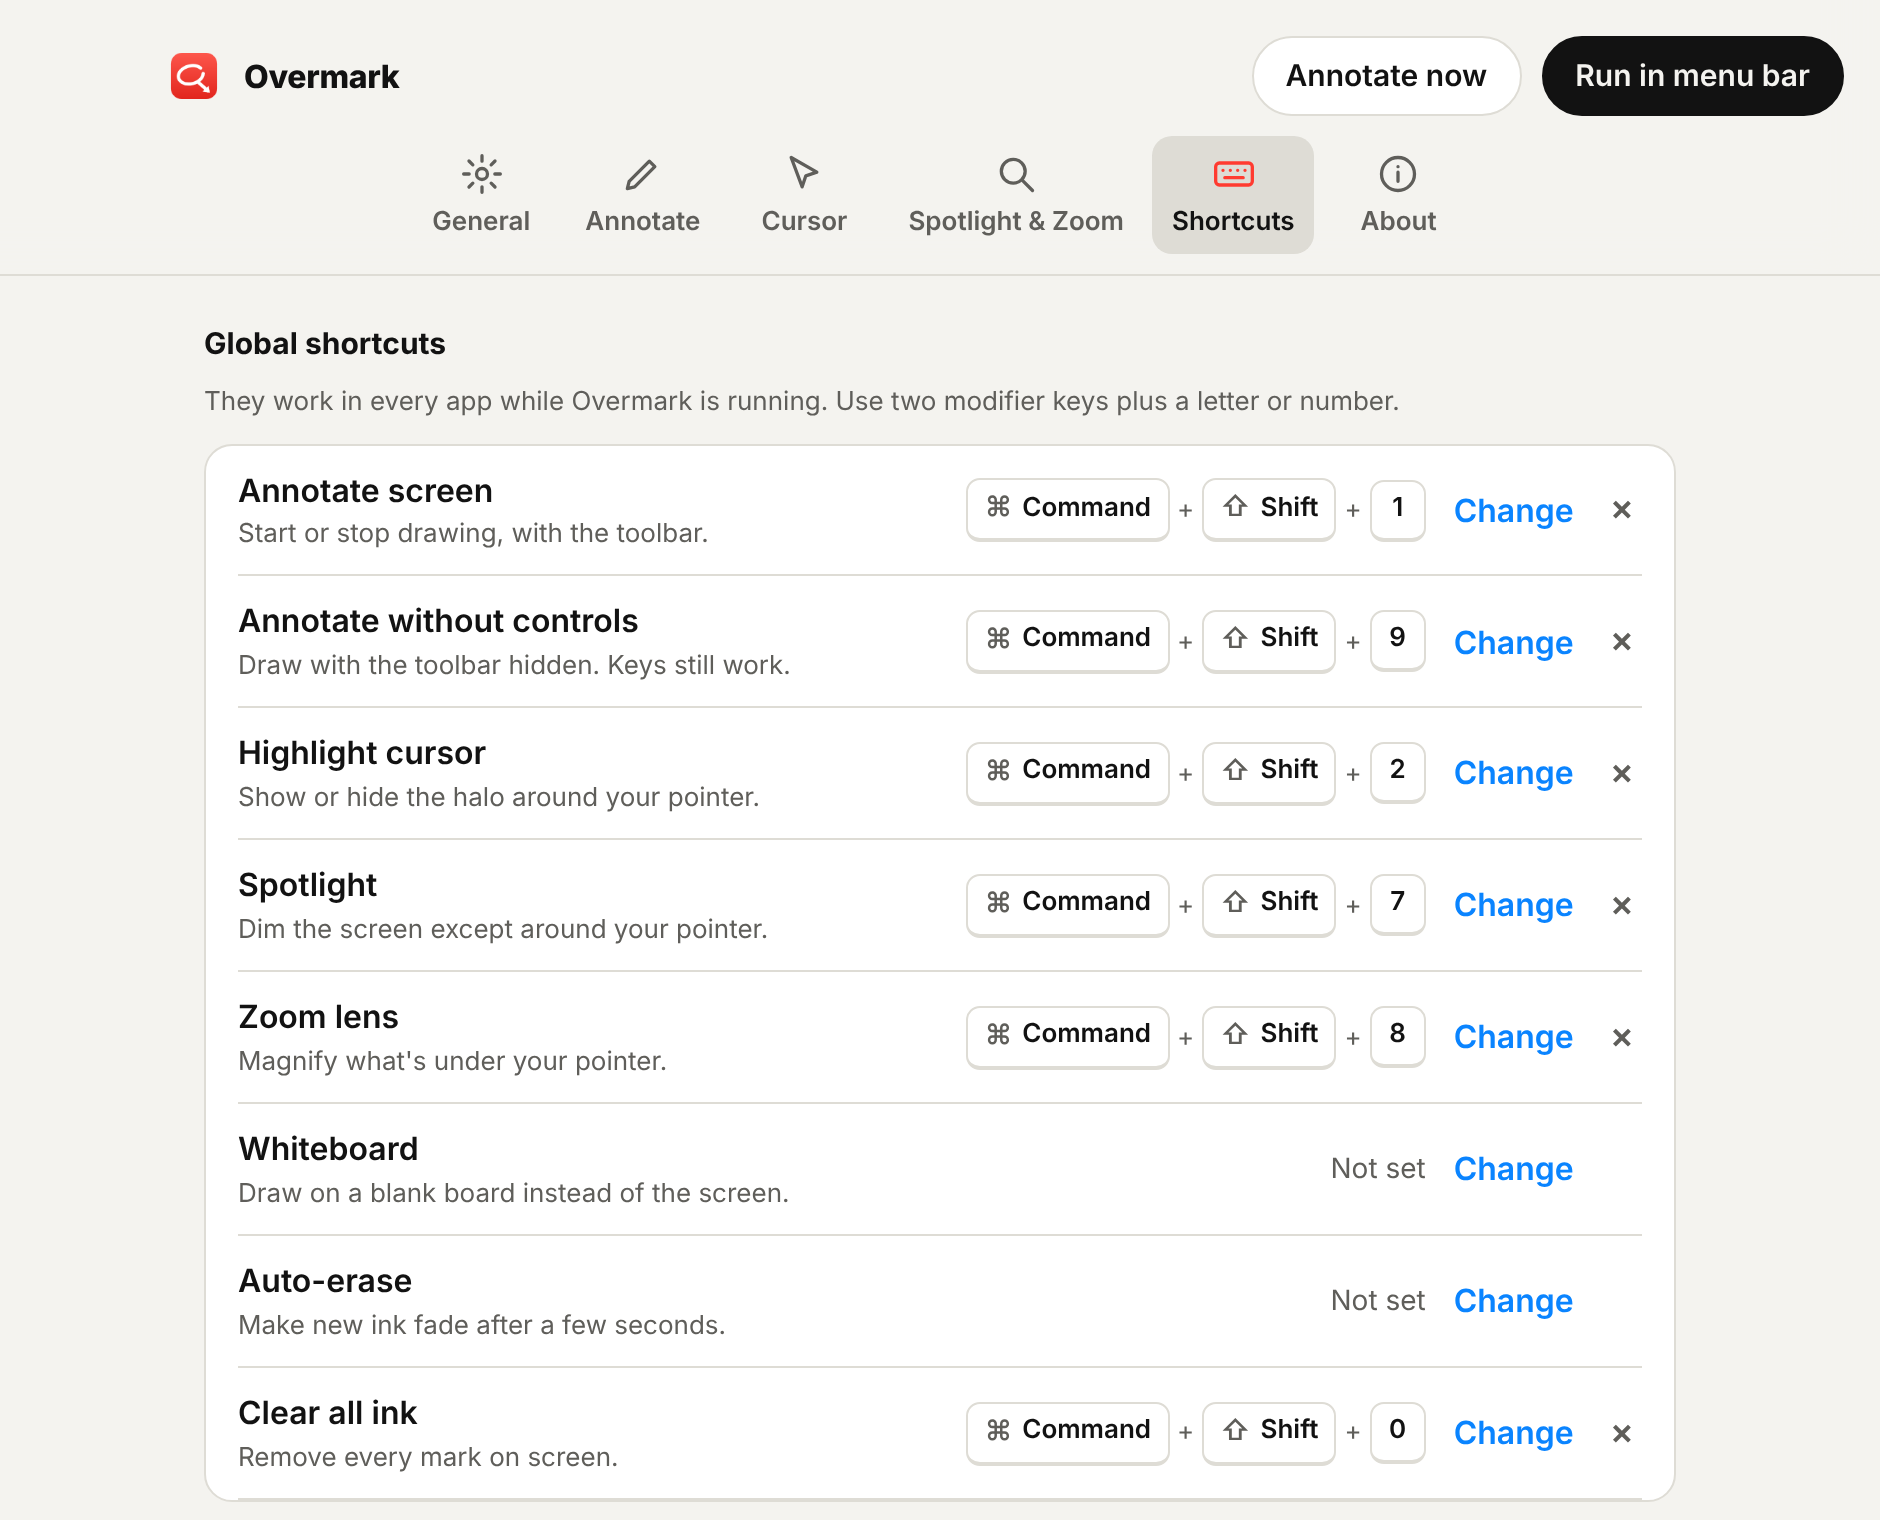 Overmark
Annotate now
Run in menu bar
General
Annotate
Cursor
Spotlight & Zoom
Shortcuts
About
Global shortcuts
They work in every app while Overmark is running. Use two modifier keys plus a letter or number.
Annotate screen
Start or stop drawing, with the toolbar.
⌘ Command + ⇧ Shift + 1 Change ×
Annotate without controls
Draw with the toolbar hidden. Keys still work.
⌘ Command + ⇧ Shift + 9 Change ×
Highlight cursor
Show or hide the halo around your pointer.
⌘ Command + ⇧ Shift + 2 Change ×
Spotlight
Dim the screen except around your pointer.
⌘ Command + ⇧ Shift + 7 Change ×
Zoom lens
Magnify what's under your pointer.
⌘ Command + ⇧ Shift + 8 Change ×
Whiteboard
Draw on a blank board instead of the screen.
Not set Change
Auto-erase
Make new ink fade after a few seconds.
Not set Change
Clear all ink
Remove every mark on screen.
⌘ Command + ⇧ Shift + 0 Change ×